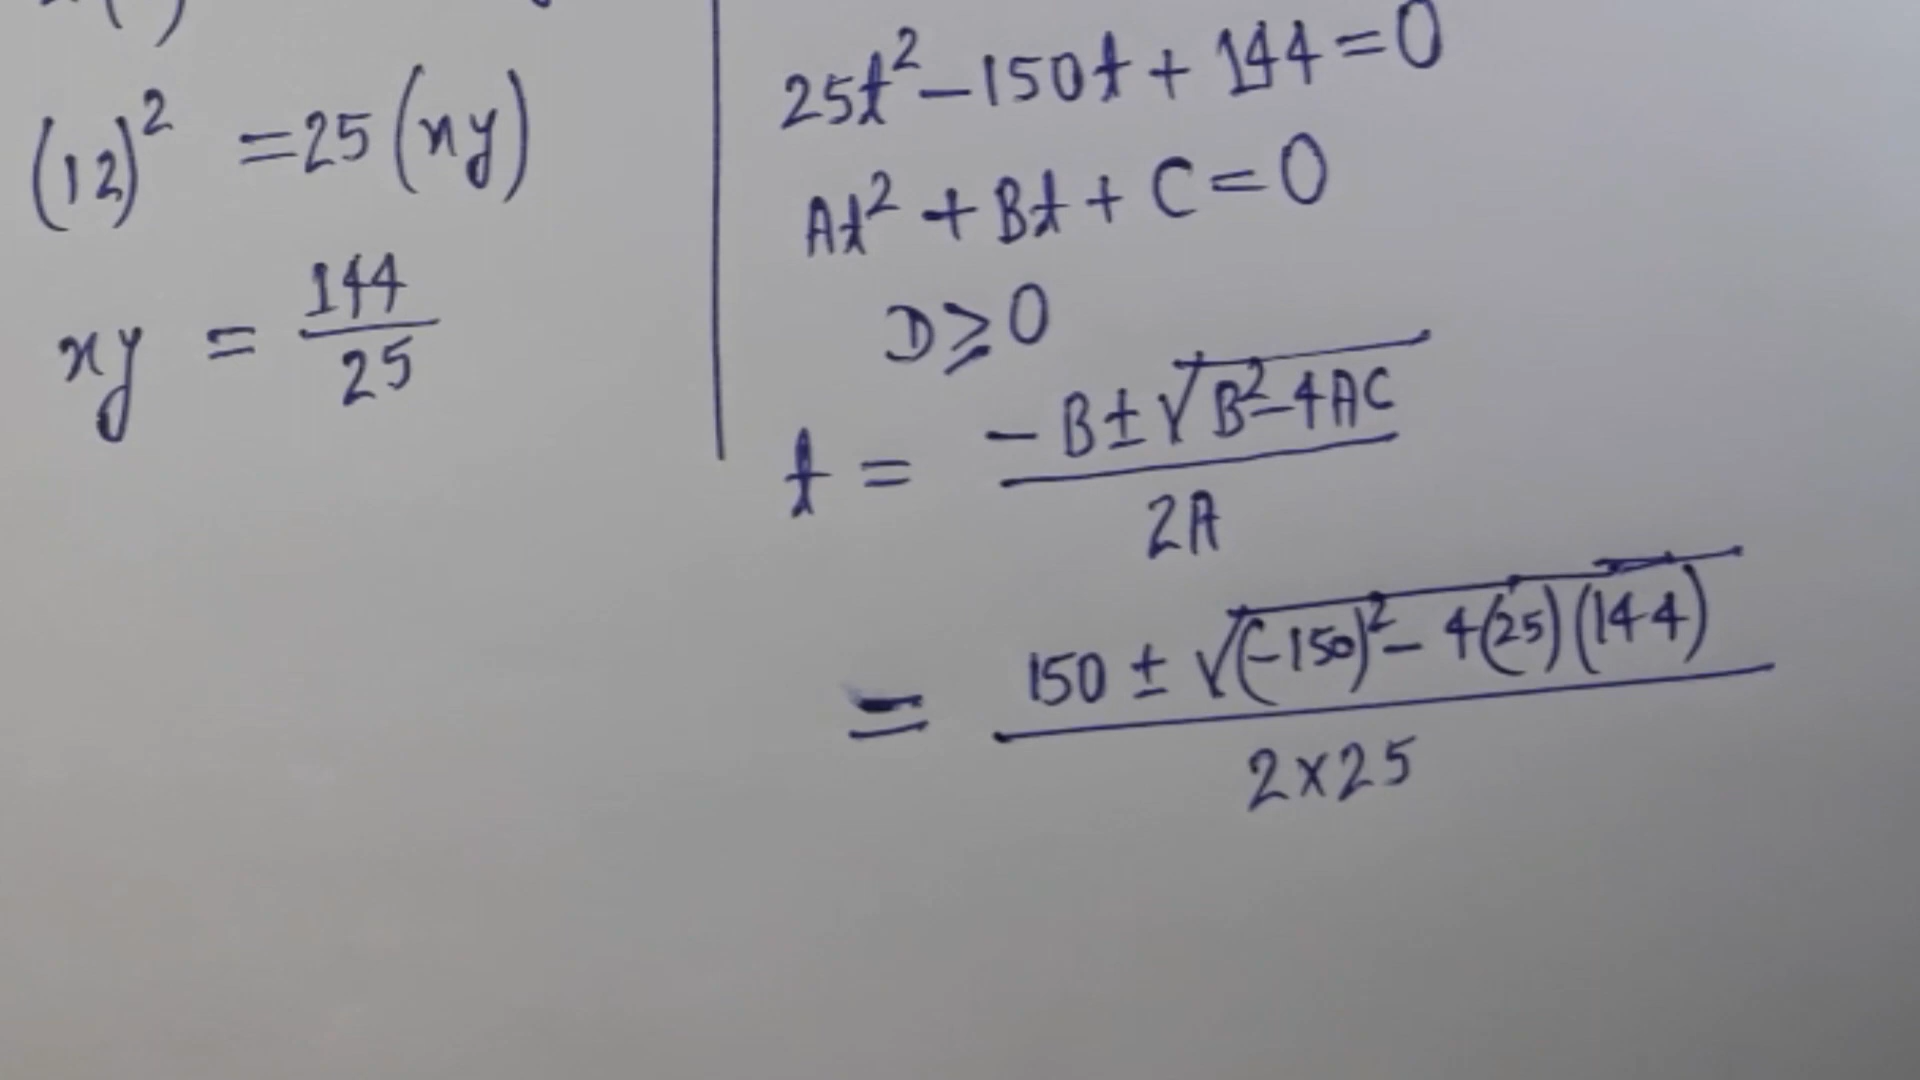 (12)² = 25(xy)
xy = 144/25
25t² – 150t + 144 = 0
At² + Bt + C = 0
D ≥ 0
t = (–B ± √(B² – 4AC)) / 2A
= (150 ± √((–150)² – 4(25)(144))) / 2×25